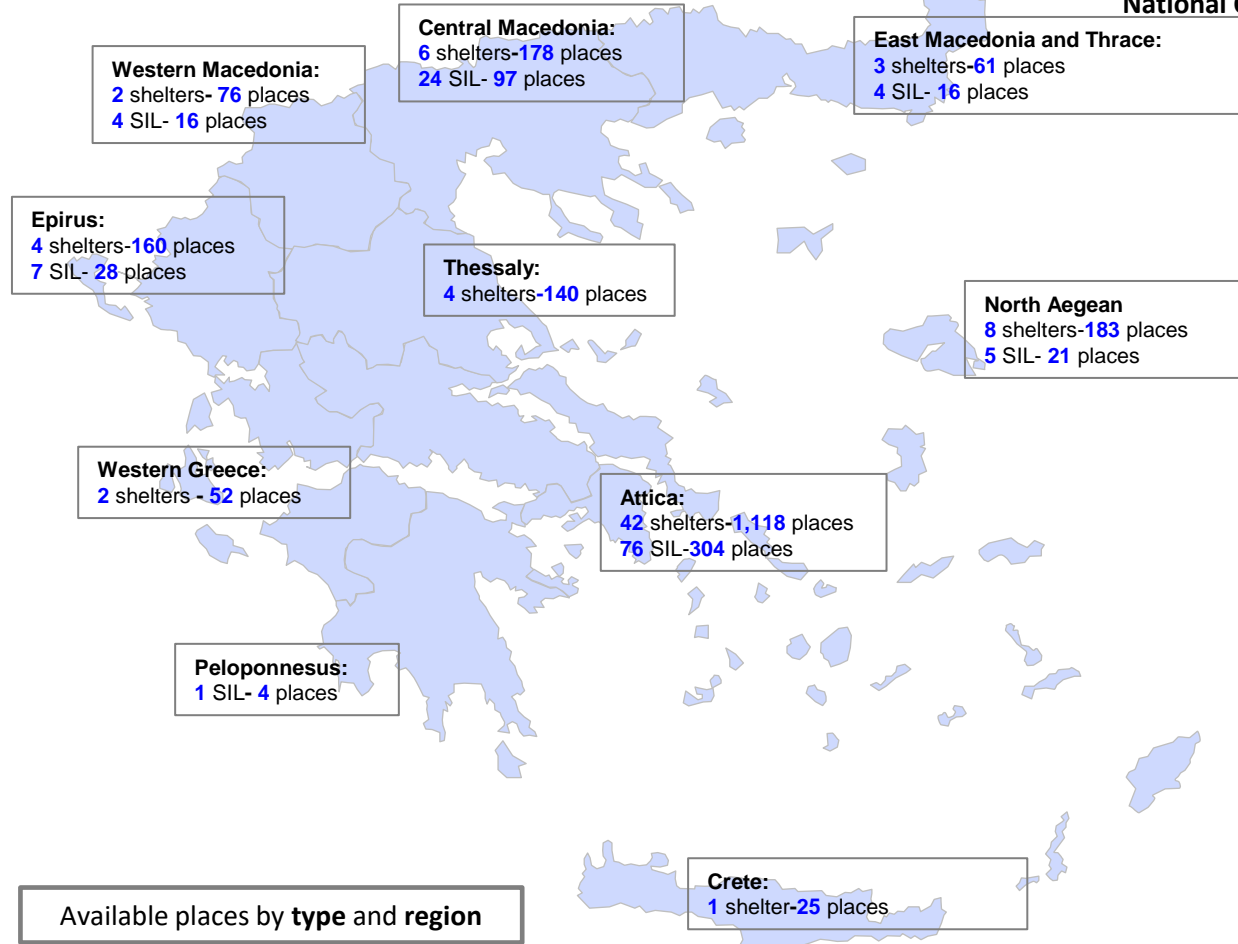 National
Central Macedonia:
6 shelters-178 places
24 SIL- 97 places
East Macedonia and Thrace:
3 shelters-61 places
4 SIL- 16 places
Western Macedonia:
2 shelters- 76 places
4 SIL- 16 places
Epirus:
4 shelters-160 places
7 SIL- 28 places
Thessaly:
4 shelters-140 places
North Aegean
8 shelters-183 places
5 SIL- 21 places
Western Greece:
2 shelters - 52 places
Attica:
42 shelters-1,118 places
76 SIL-304 places
Peloponnesus:
1 SIL- 4 places
Crete:
1 shelter-25 places
Available places by type and region